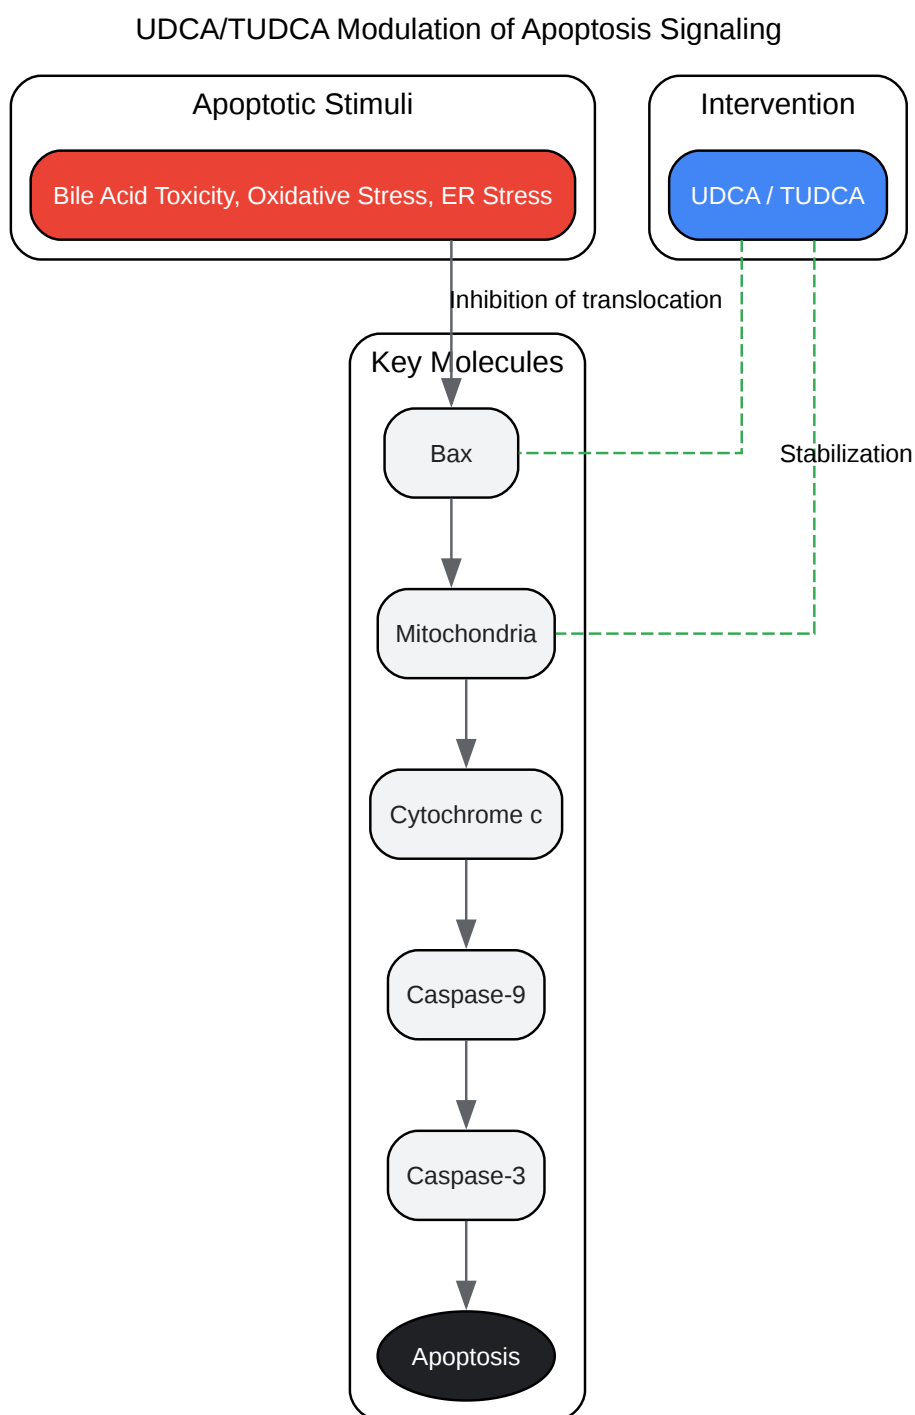 UDCA/TUDCA Modulation of Apoptosis Signaling
Apoptotic Stimuli
Intervention
Bile Acid Toxicity, Oxidative Stress, ER Stress
UDCA / TUDCA
Inhibition of translocation
Key Molecules
Bax
Stabilization
Mitochondria
Cytochrome c
Caspase-9
Caspase-3
Apoptosis